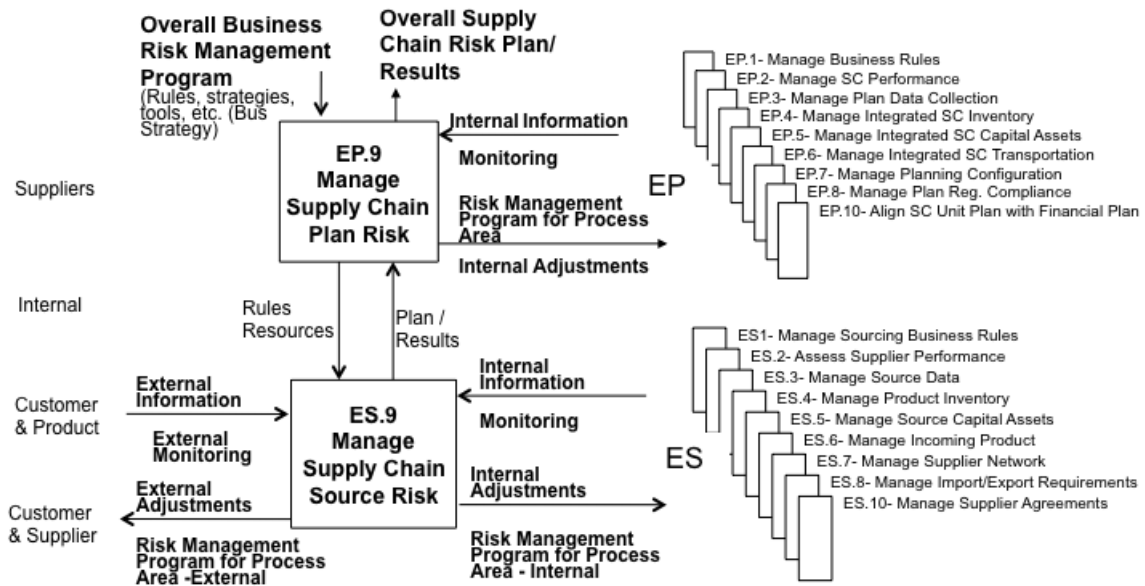 Overall Business
Risk Management
Program
(Rules, strategies,
tools, etc. (Bus
Strategy)
Overall Supply
Chain Risk Plan/
Results
EP.9
Manage
Supply Chain
Plan Risk
Internal Information
Monitoring
Risk Management
Program for Process
Area
Internal Adjustments
EP
EP.1- Manage Business Rules
EP.2- Manage SC Performance
EP.3- Manage Plan Data Collection
EP.4- Manage Integrated SC Inventory
EP.5- Manage Integrated SC Capital Assets
EP.6- Manage Integrated SC Transportation
EP.7- Manage Planning Configuration
EP.8- Manage Plan Reg. Compliance
EP.10- Align SC Unit Plan with Financial Plan
Suppliers
Internal
Rules
Resources
Plan /
Results
Customer
& Product
External
Information
External
Monitoring
ES.9
Manage
Supply Chain
Source Risk
Internal
Information
Monitoring
Customer
& Supplier
External
Adjustments
Risk Management
Program for Process
Area -External
Internal
Adjustments
Risk Management
Program for Process
Area - Internal
ES
ES1- Manage Sourcing Business Rules
ES.2- Assess Supplier Performance
ES.3- Manage Source Data
ES.4- Manage Product Inventory
ES.5- Manage Source Capital Assets
ES.6- Manage Incoming Product
ES.7- Manage Supplier Network
ES.8- Manage Import/Export Requirements
ES.10- Manage Supplier Agreements